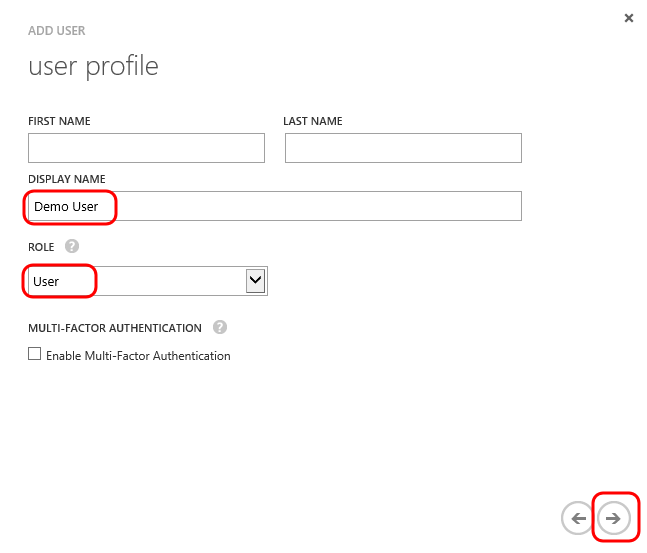 ADD USER
user profile
FIRST NAME LAST NAME
DISPLAY NAME
Demo User
ROLE ?
User
MULTI-FACTOR AUTHENTICATION ?
Enable Multi-Factor Authentication